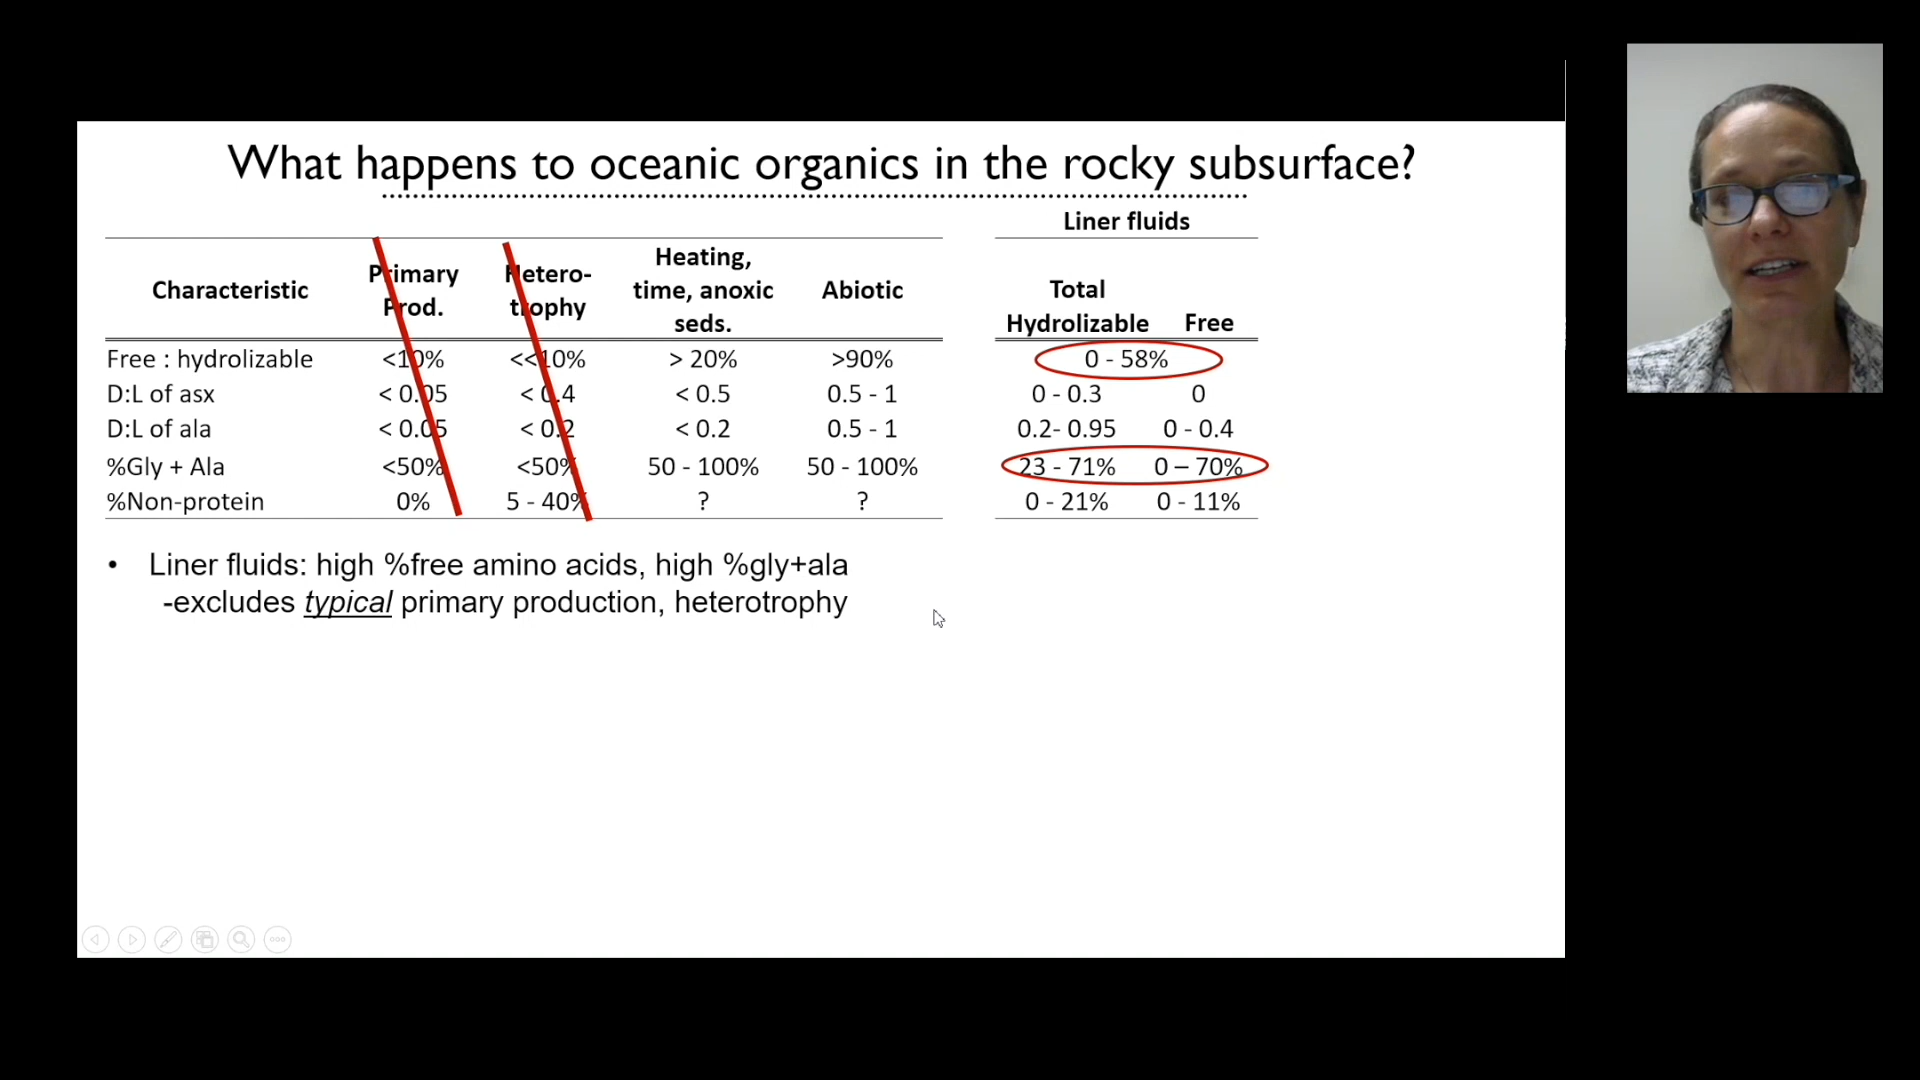 What happens to oceanic organics in the rocky subsurface?
Liner fluids
Characteristic Primary Prod. Hetero-trophy Heating, time, anoxic seds. Abiotic Total Hydrolizable Free
Free : hydrolizable <10% <<10% > 20% >90% 0 - 58%
D:L of asx < 0.05 < 0.4 < 0.5 0.5 - 1 0 - 0.3 0
D:L of ala < 0.05 < 0.2 < 0.2 0.5 - 1 0.2- 0.95 0 - 0.4
%Gly + Ala <50% <50% 50 - 100% 50 - 100% 23 - 71% 0 – 70%
%Non-protein 0% 5 - 40% ? ? 0 - 21% 0 - 11%
• Liner fluids: high %free amino acids, high %gly+ala
-excludes typical primary production, heterotrophy